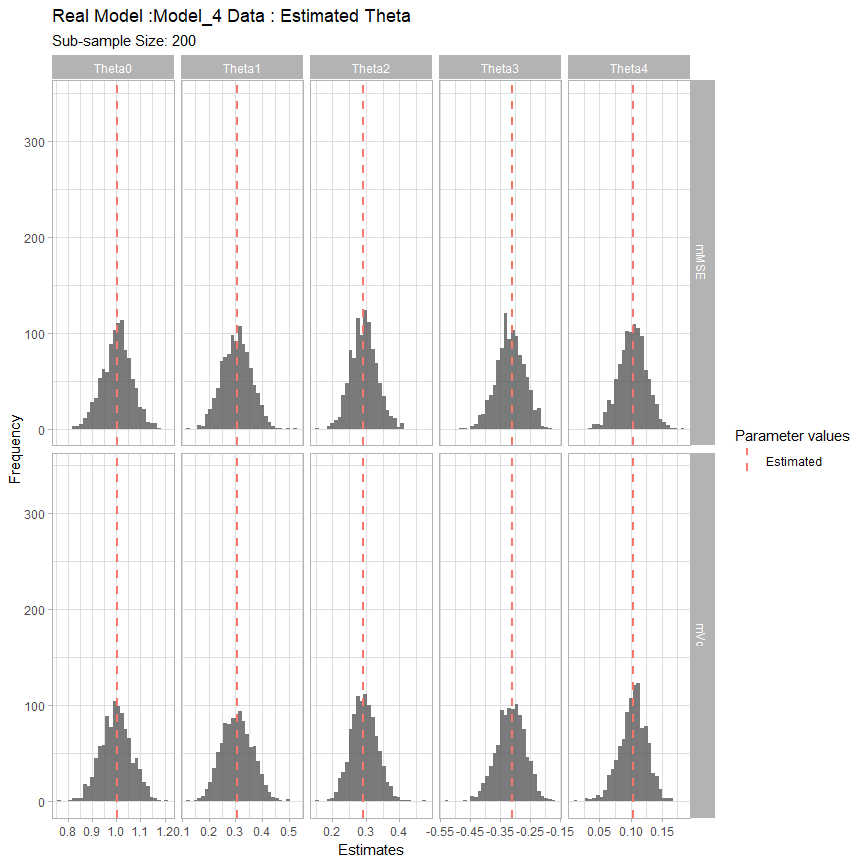 Real Model :Model_4 Data : Estimated Theta
Sub-sample Size: 200
Theta0 Theta1 Theta2 Theta3 Theta4
300
200
100
0
mMSE
Frequency
300
200
100
0
mVc
0.8 0.9 1.0 1.1 1.2 0.1 0.2 0.3 0.4 0.5 0.2 0.3 0.4 -0.55 -0.45 -0.35 -0.25 -0.15 0.05 0.10 0.15
Estimates
Parameter values
Estimated